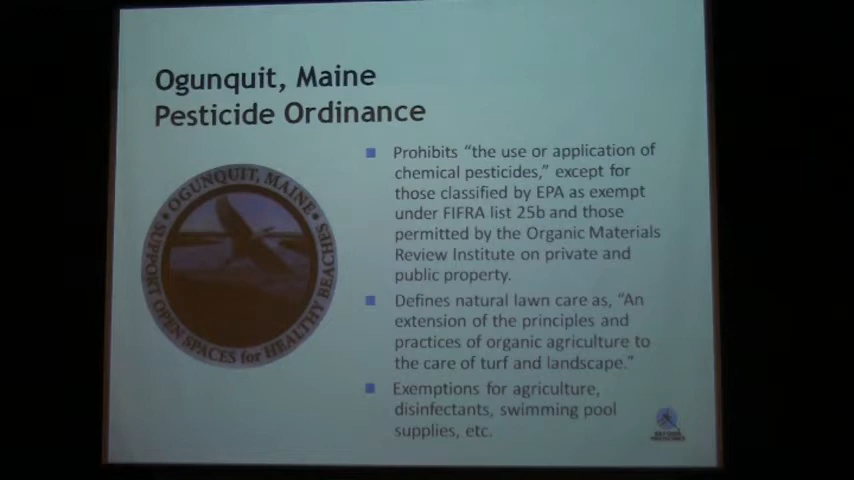 Ogunquit, Maine
Pesticide Ordinance
Prohibits “the use or application of
chemical pesticides,” except for
those classified by EPA as exempt
under FIFRA list 25b and those
permitted by the Organic Materials
Review Institute on private and
public property.
Defines natural lawn care as, “An
extension of the principles and
practices of organic agriculture to
the care of turf and landscape.”
Exemptions for agriculture,
disinfectants, swimming pool
supplies, etc.
•OGUNQUIT, MAINE•
SUPPORT OPEN SPACES for HEALTHY BEACHES